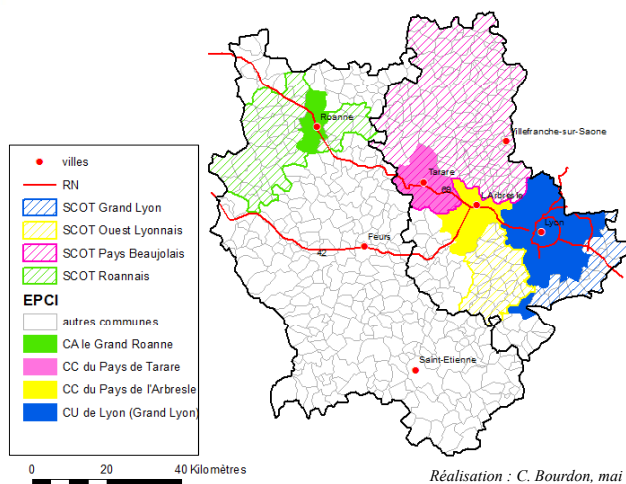 Roanne
Villefranche-sur-Saone
Tarare
69
Arbresle
Lyon
Feurs
42
Saint-Etienne
villes
RN
SCOT Grand Lyon
SCOT Ouest Lyonnais
SCOT Pays Beaujolais
SCOT Roannais
EPCI
autres communes
CA le Grand Roanne
CC du Pays de Tarare
CC du Pays de l'Arbresle
CU de Lyon (Grand Lyon)
0 20 40 Kilomètres
Réalisation : C. Bourdon, mai